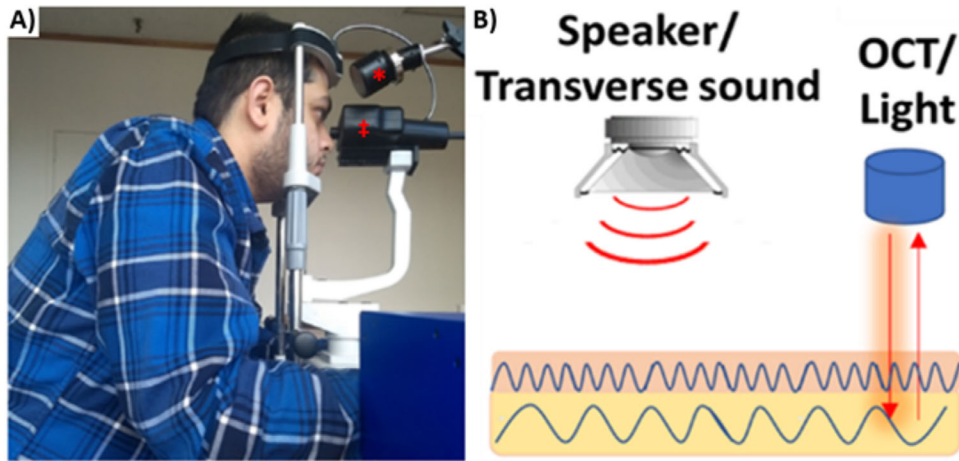 A)
*
‡
B)
Speaker/
Transverse sound
OCT/
Light